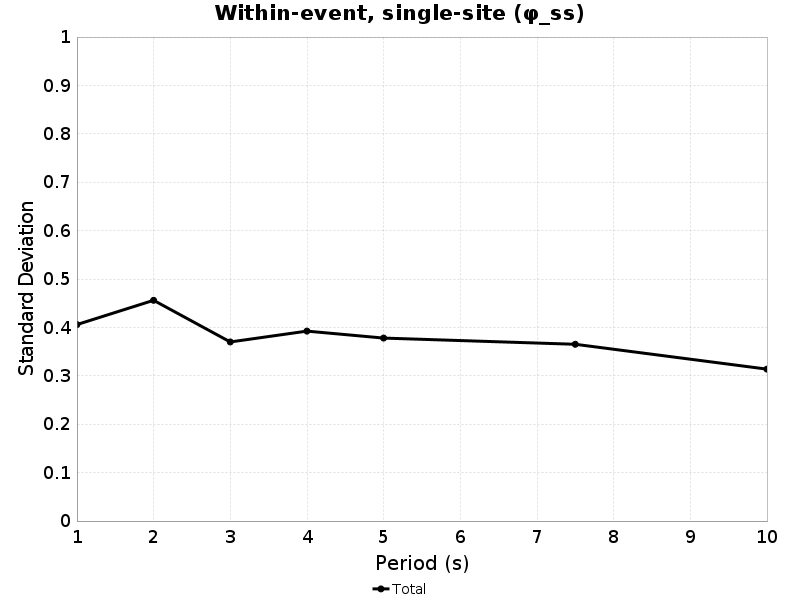 Within-event, single-site (φ_ss)
1
0.9
0.8
0.7
0.6
0.5
0.4
0.3
0.2
0.1
0
Standard Deviation
1 2 3 4 5 6 7 8 9 10
Period (s)
Total